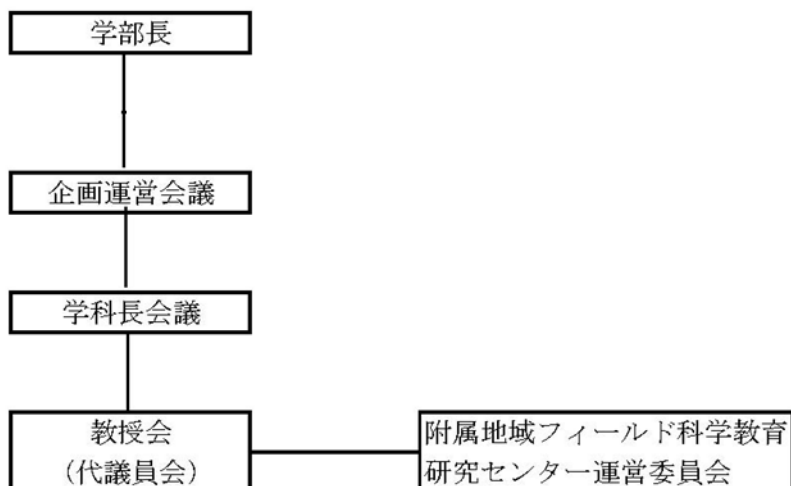 学部長
企画運営会議
学科長会議
教授会
(代議員会)
附属地域フィールド科学教育
研究センター運営委員会